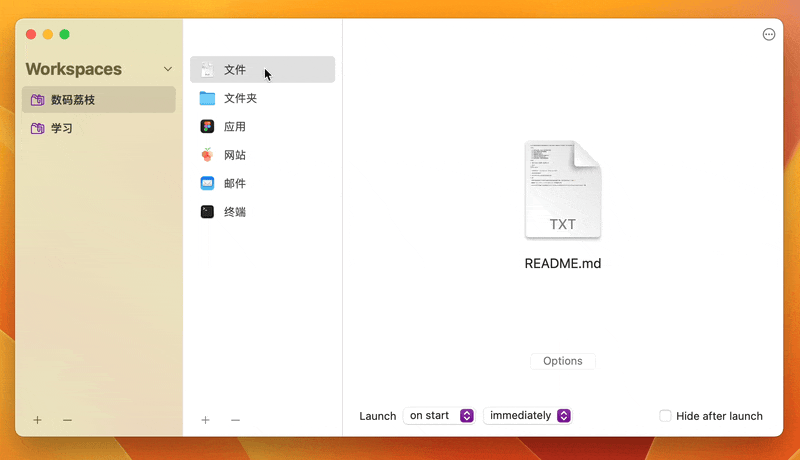 Workspaces
数码荔枝
学习
文件
文件夹
应用
网站
邮件
终端
TXT
README.md
Options
Launch on start immediately Hide after launch